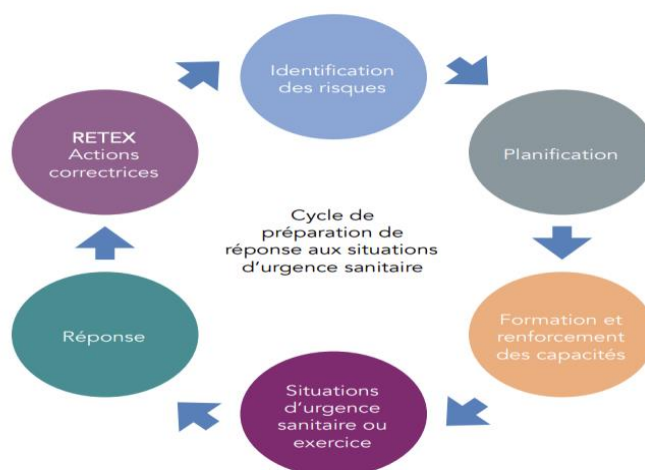 Identification
des risques
Planification
Formation et
renforcement
des capacités
Situations
d'urgence
sanitaire ou
exercice
Réponse
RETEX
Actions
correctrices
Cycle de
préparation de
réponse aux situations
d'urgence sanitaire